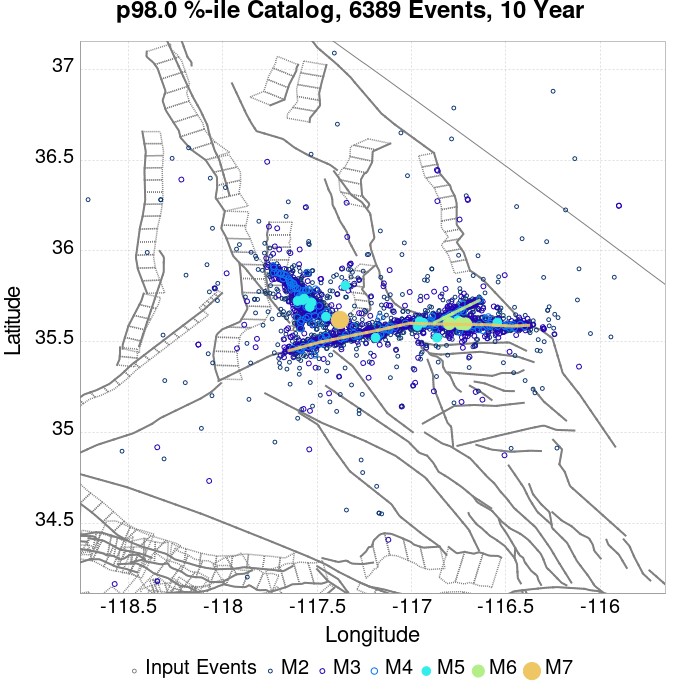 p98.0 %-ile Catalog, 6389 Events, 10 Year
37
36.5
36
35.5
35
34.5
Latitude
-118.5 -118 -117.5 -117 -116.5 -116
Longitude
Input Events M2 M3 M4 M5 M6 M7